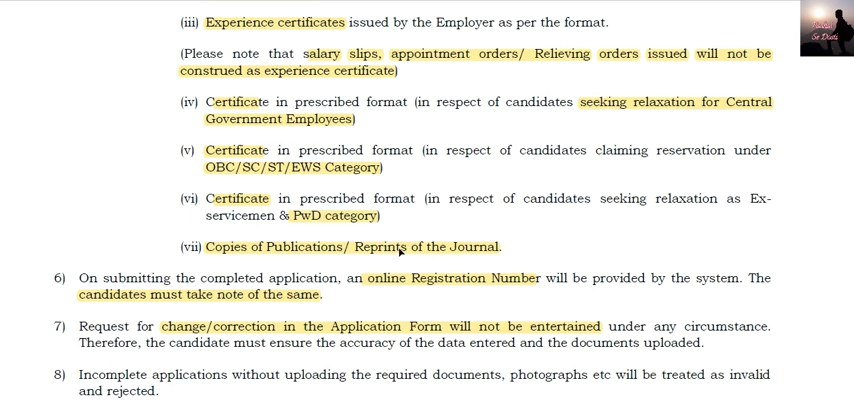 (iii) Experience certificates issued by the Employer as per the format.
(Please note that salary slips, appointment orders/ Relieving orders issued will not be
construed as experience certificate)
(iv) Certificate in prescribed format (in respect of candidates seeking relaxation for Central
Government Employees)
(v) Certificate in prescribed format (in respect of candidates claiming reservation under
OBC/SC/ST/EWS Category)
(vi) Certificate in prescribed format (in respect of candidates seeking relaxation as Ex-
servicemen & PwD category)
(vii) Copies of Publications/ Reprints of the Journal.
6) On submitting the completed application, an online Registration Number will be provided by the system. The
candidates must take note of the same.
7) Request for change/correction in the Application Form will not be entertained under any circumstance.
Therefore, the candidate must ensure the accuracy of the data entered and the documents uploaded.
8) Incomplete applications without uploading the required documents, photographs etc will be treated as invalid
and rejected.